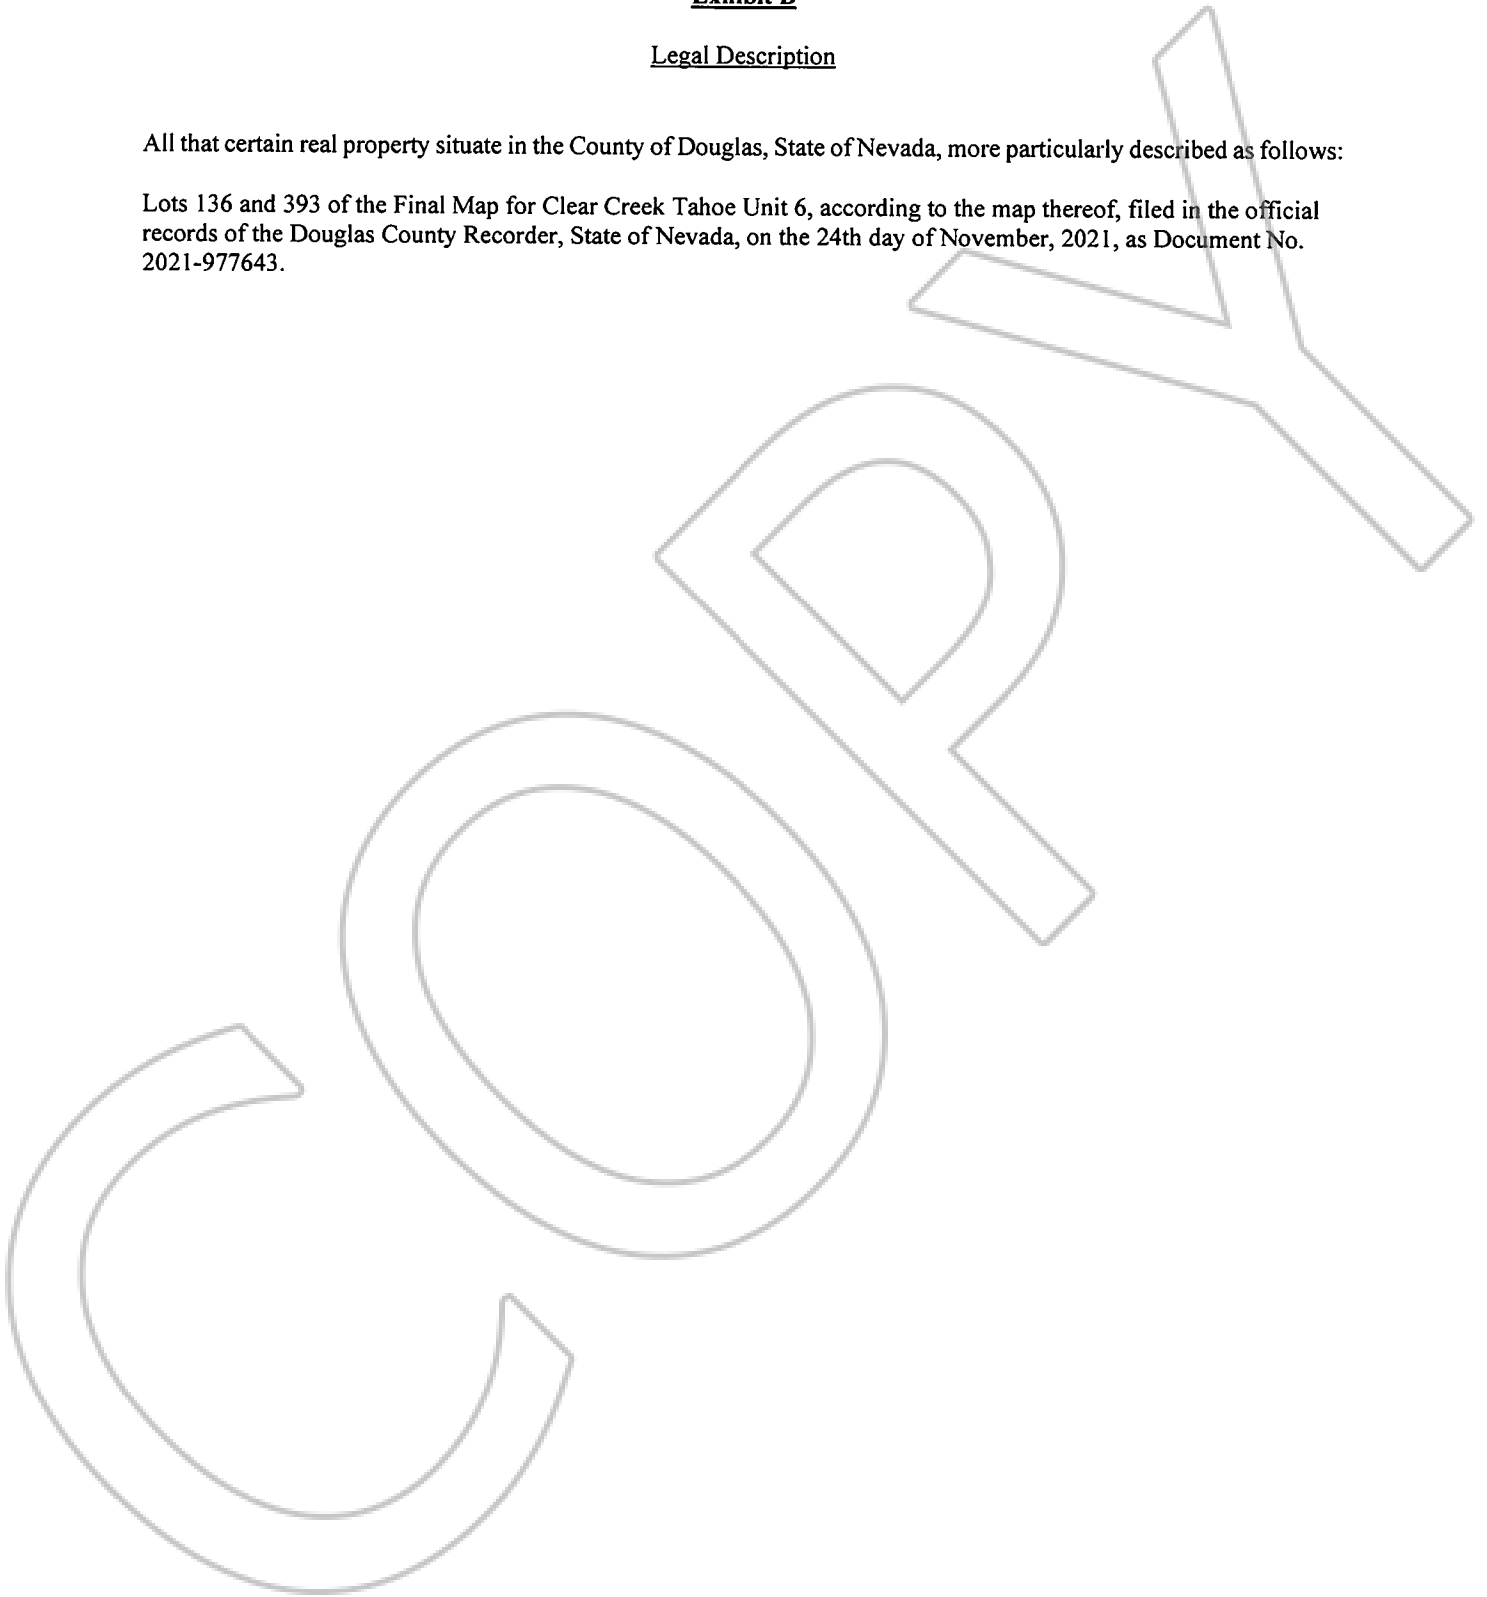 Exhibit B
Legal Description
All that certain real property situate in the County of Douglas, State of Nevada, more particularly described as follows:
Lots 136 and 393 of the Final Map for Clear Creek Tahoe Unit 6, according to the map thereof, filed in the official
records of the Douglas County Recorder, State of Nevada, on the 24th day of November, 2021, as Document No.
2021-977643.
COPY